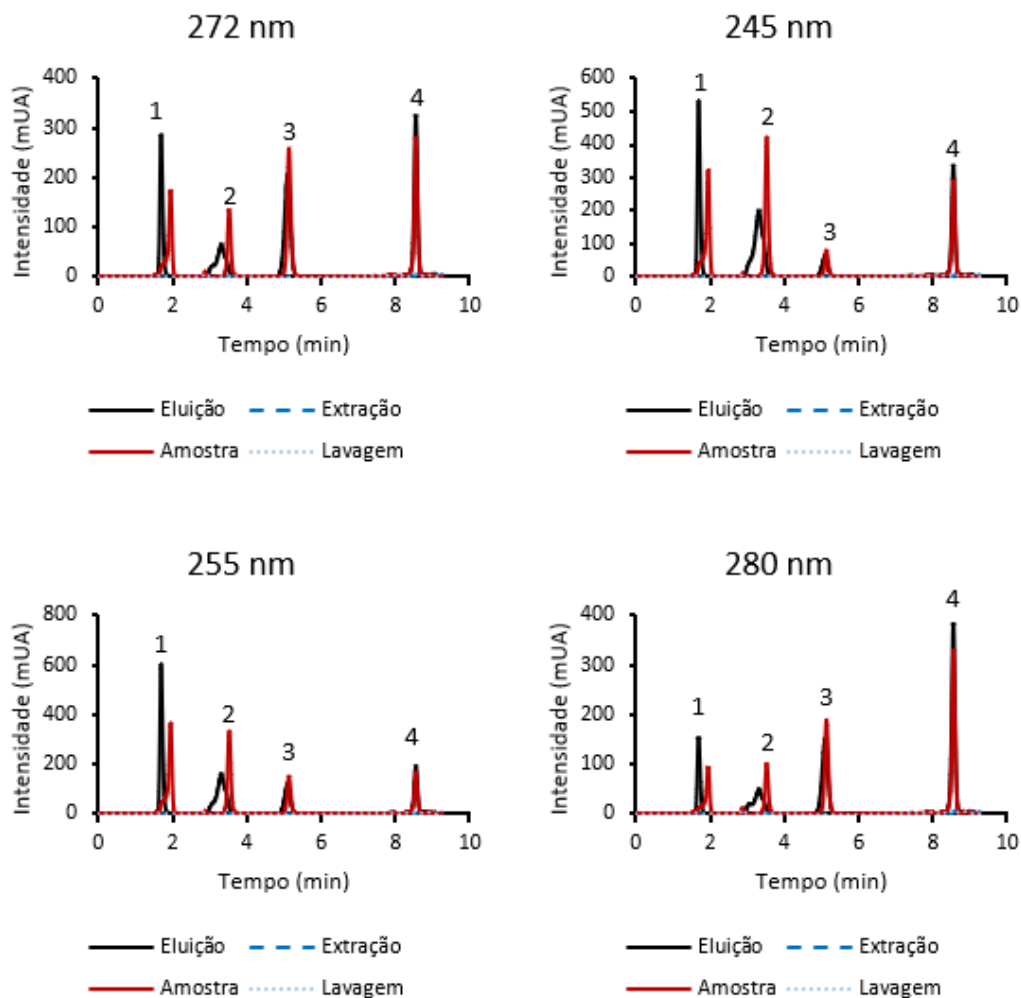 272 nm
400
300
200
100
0
Intensidade (mUA)
1
2
3
4
0 2 4 6 8 10
Tempo (min)
Eluição Extração
Amostra Lavagem
245 nm
600
500
400
300
200
100
0
Intensidade (mUA)
1
2
3
4
0 2 4 6 8 10
Tempo (min)
Eluição Extração
Amostra Lavagem
255 nm
800
600
400
200
0
Intensidade (mUA)
1
2
3
4
0 2 4 6 8 10
Tempo (min)
Eluição Extração
Amostra Lavagem
280 nm
400
300
200
100
0
Intensidade (mUA)
1
2
3
4
0 2 4 6 8 10
Tempo (min)
Eluição Extração
Amostra Lavagem